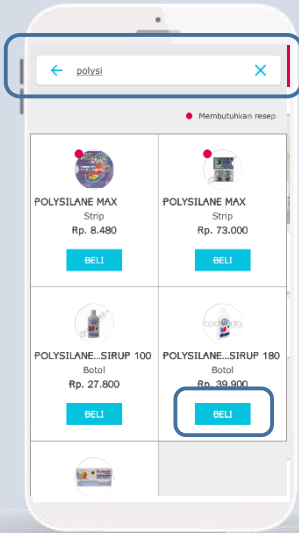 polysi
Membutuhkan resep
POLYSILANE MAX
Strip
Rp. 8.480
BELI
POLYSILANE MAX
Strip
Rp. 73.000
BELI
POLYSILANE...SIRUP 100
Botol
Rp. 27.800
BELI
POLYSILANE...SIRUP 180
Botol
Rp. 39.900
BELI